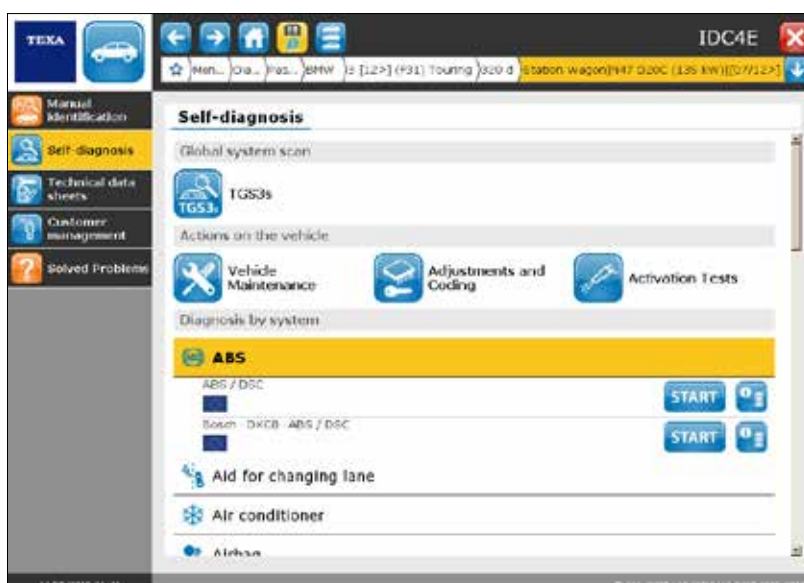 TEXA
IDC4E
Men... Dia... Pas... BMW 3 [12>] (F31) Touring 320 d Station wagon N47 D20C (135 kW) [07/12>]
Manual identification
Self-diagnosis
Technical data sheets
Customer management
Solved Problems
Self-diagnosis
Global system scan
TGS3s
TGS3s
Actions on the vehicle
Vehicle Maintenance
Adjustments and Coding
Activation Tests
Diagnosis by system
ABS
ABS / DSC
START
Bosch DXC8 ABS / DSC
START
Aid for changing lane
Air conditioner
Airbag